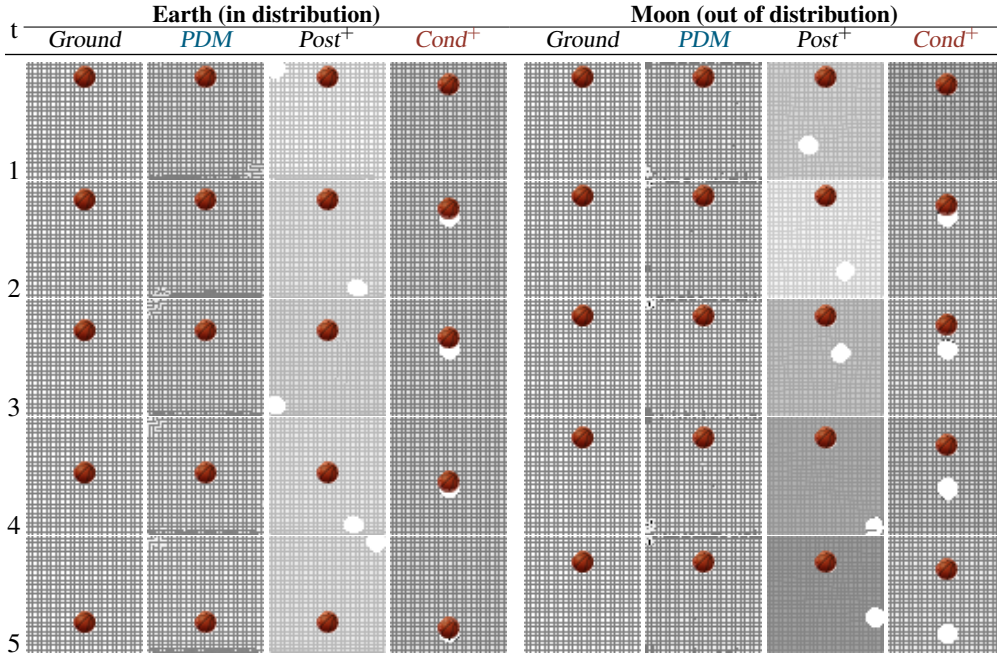 t Earth (in distribution) Moon (out of distribution)
Ground PDM Post+ Cond+ Ground PDM Post+ Cond+
1
2
3
4
5